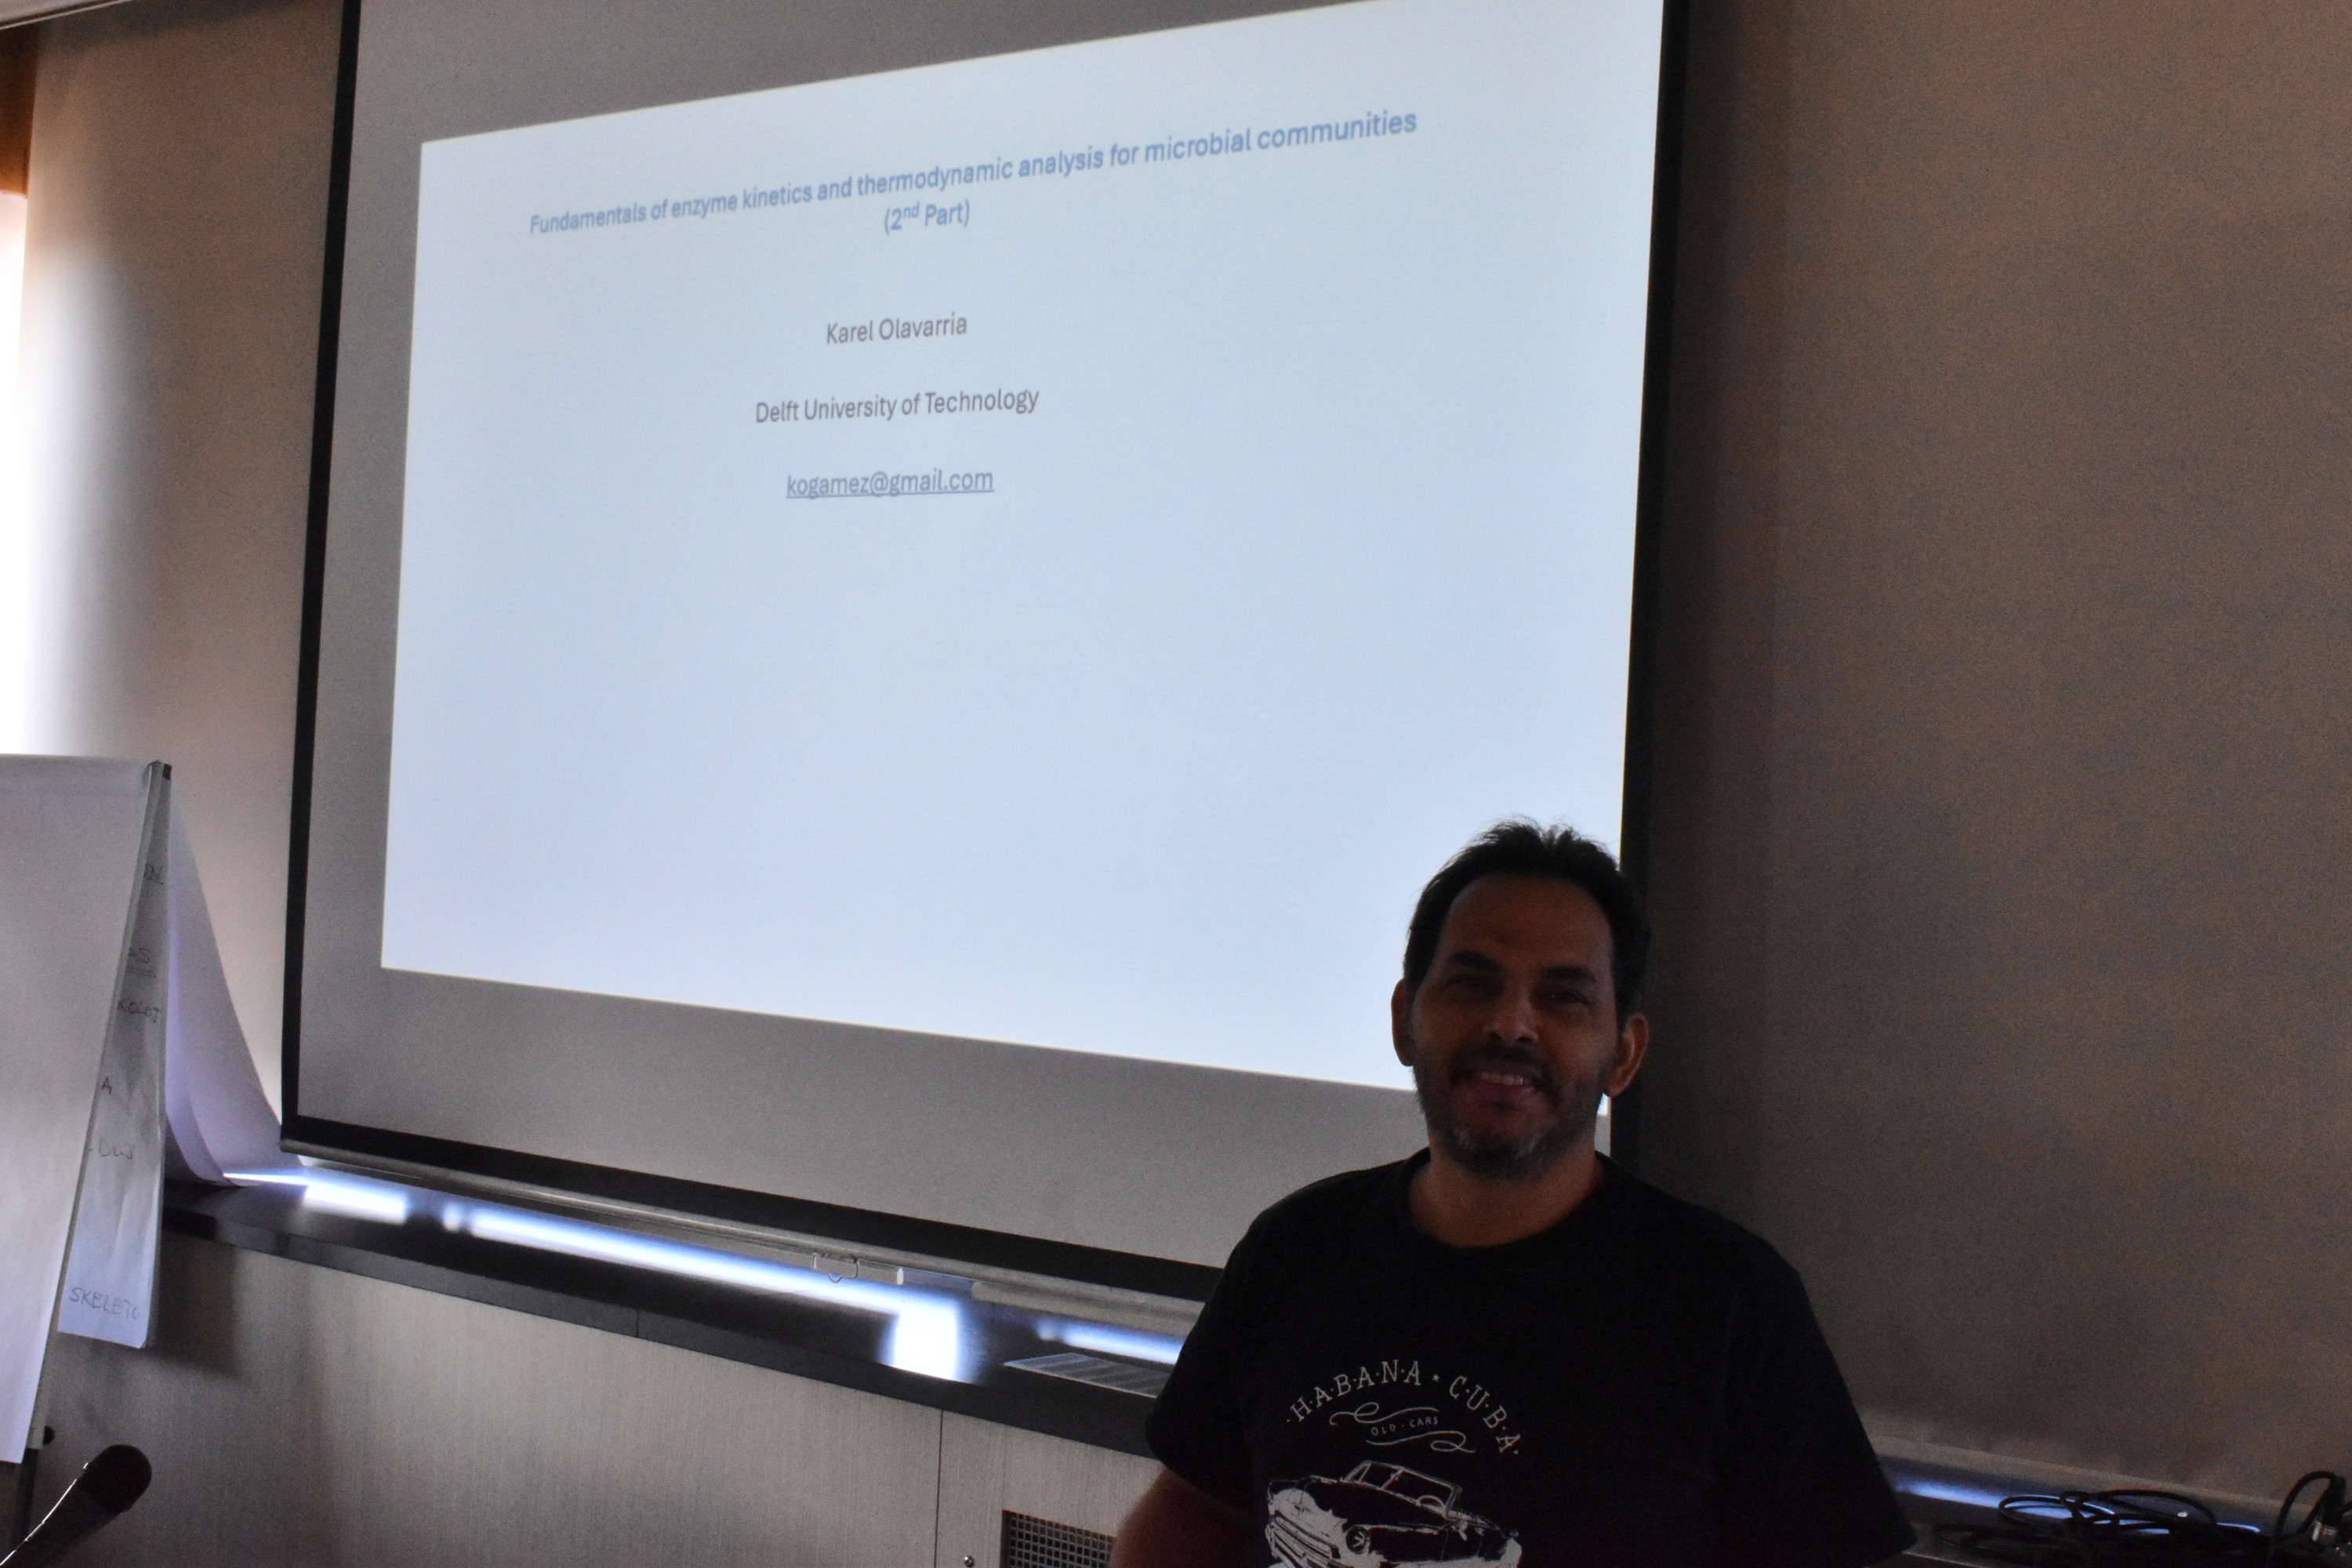 Fundamentals of enzyme kinetics and thermodynamic analysis for microbial communities
(2nd Part)
Karel Olavarria
Delft University of Technology
kogamez@gmail.com
·H·A·B·A·N·A · C·U·B·A·
OLD · CARS